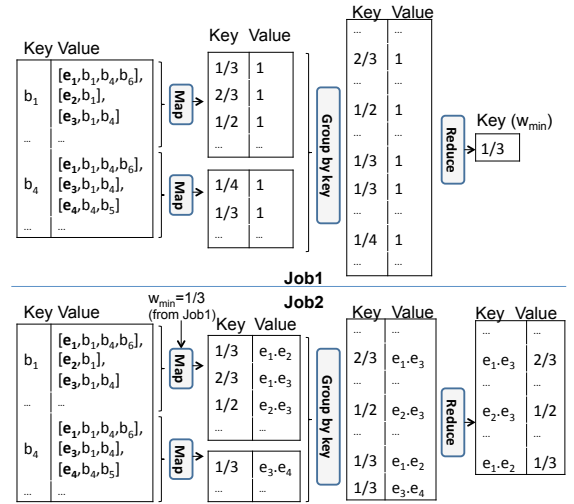 Key Value
b1
[e1,b1,b4,b6],
[e2,b1],
[e3,b1,b4]
... ...
b4
[e1,b1,b4,b6],
[e3,b1,b4],
[e4,b4,b5]
... ...
Map
Map
Key Value
1/3 1
2/3 1
1/2 1
... ...
1/4 1
1/3 1
... ...
Group by key
Key Value
... ...
2/3 1
... ...
1/2 1
... ...
1/3 1
1/3 1
... ...
1/4 1
... ...
Reduce
Key (wmin)
1/3
Job1
Job2
wmin=1/3
(from Job1)
Key Value
b1
[e1,b1,b4,b6],
[e2,b1],
[e3,b1,b4]
... ...
b4
[e1,b1,b4,b6],
[e3,b1,b4],
[e4,b4,b5]
... ...
Map
Map
Key Value
1/3 e1.e2
2/3 e1.e3
1/2 e2.e3
... ...
1/3 e3.e4
... ...
Group by key
Key Value
... ...
2/3 e1.e3
... ...
1/2 e2.e3
... ...
1/3 e1.e2
1/3 e3.e4
Reduce
Key Value
... ...
e1.e3 2/3
... ...
e2.e3 1/2
... ...
e1.e2 1/3